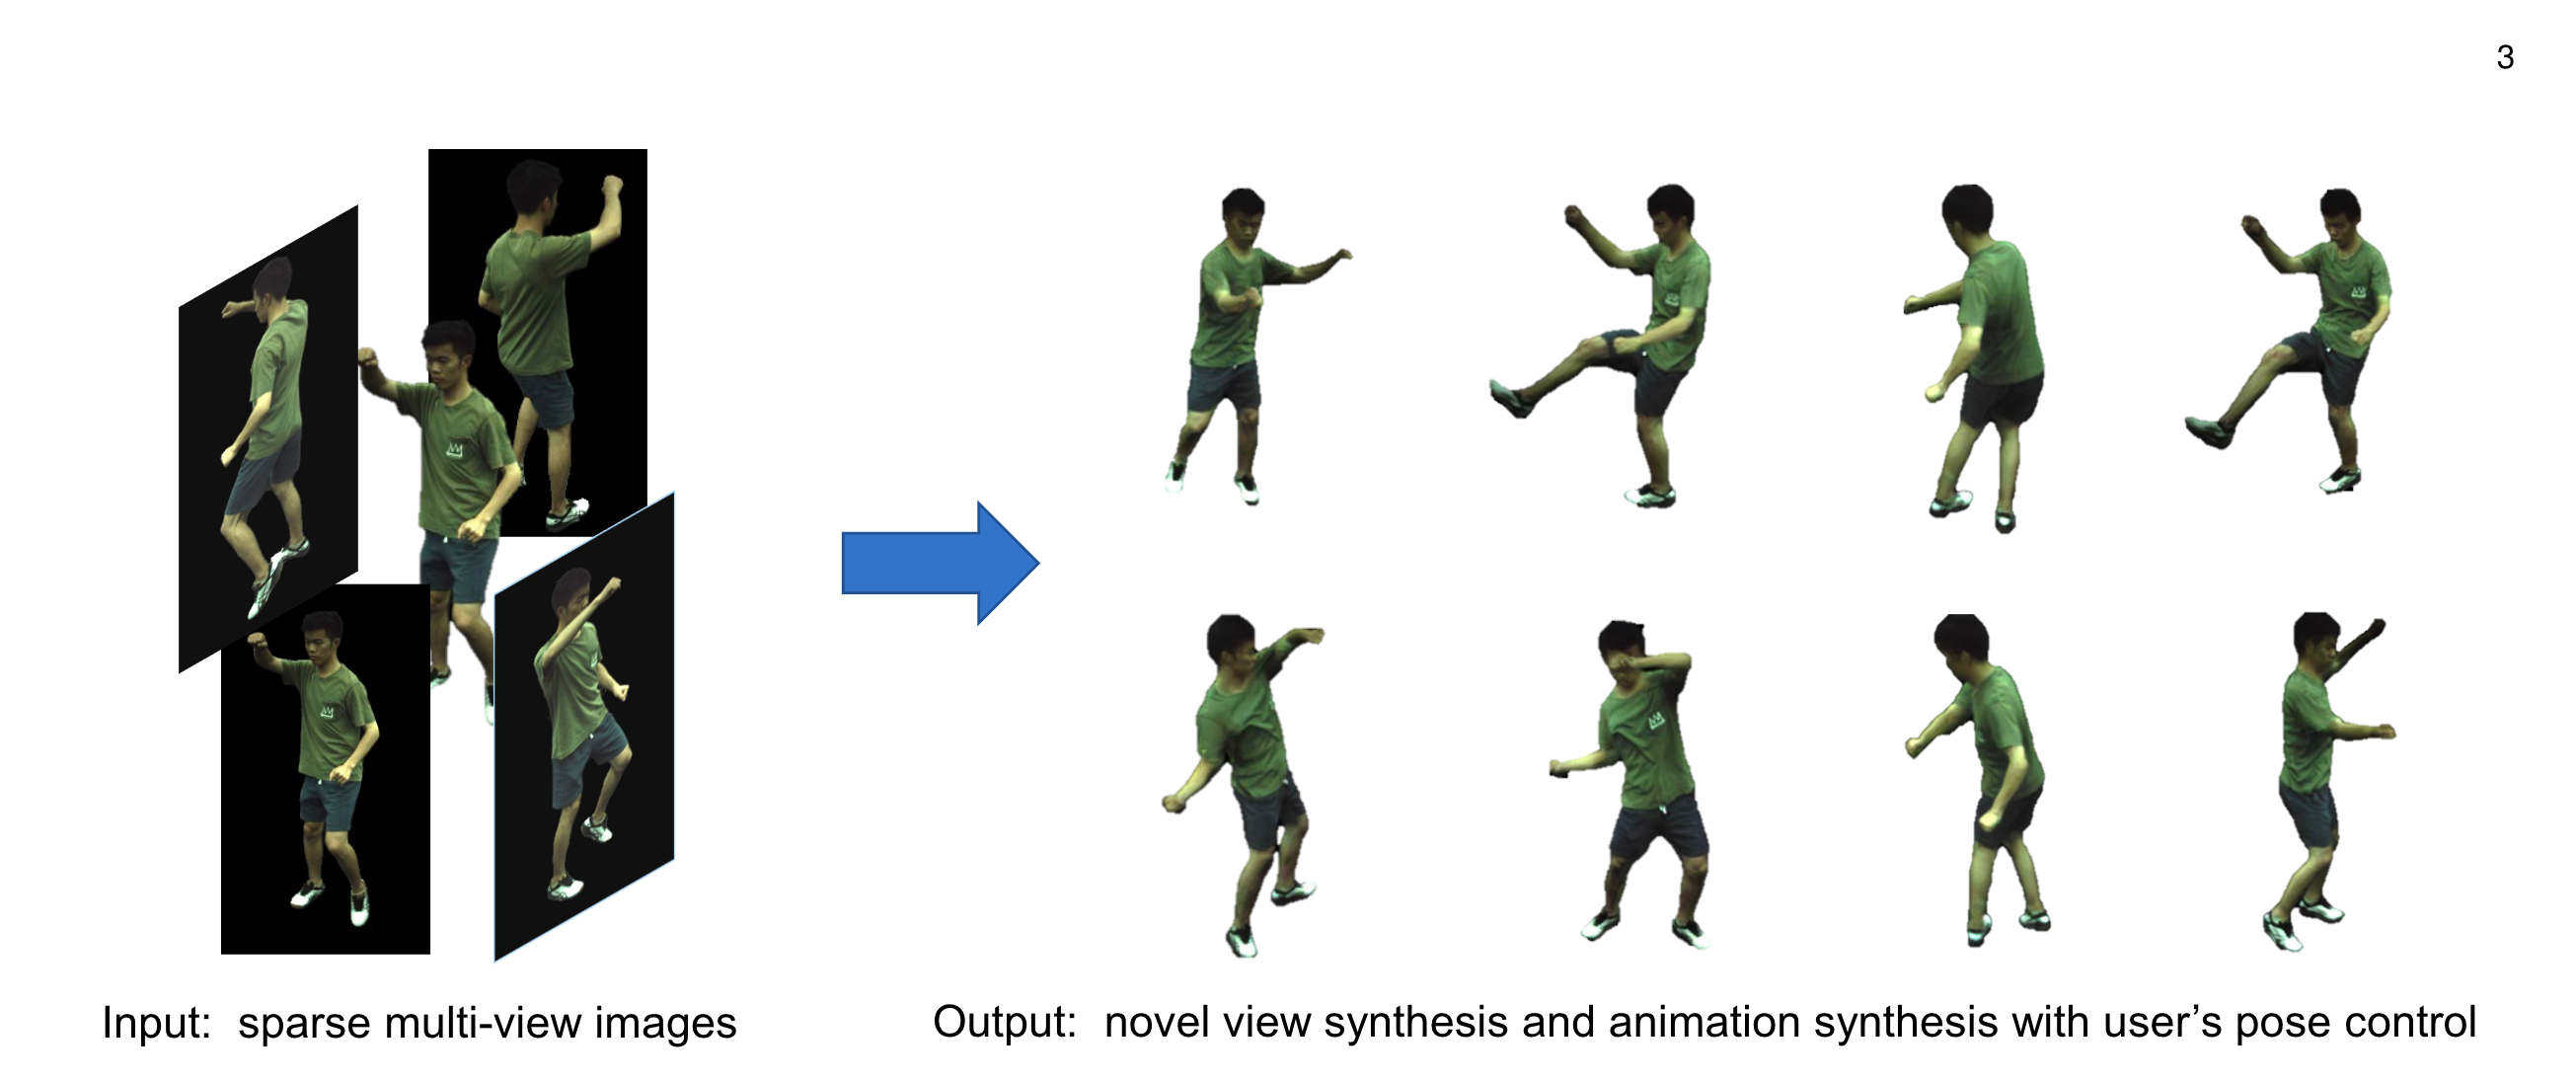 3
Input: sparse multi-view images
Output: novel view synthesis and animation synthesis with user’s pose control